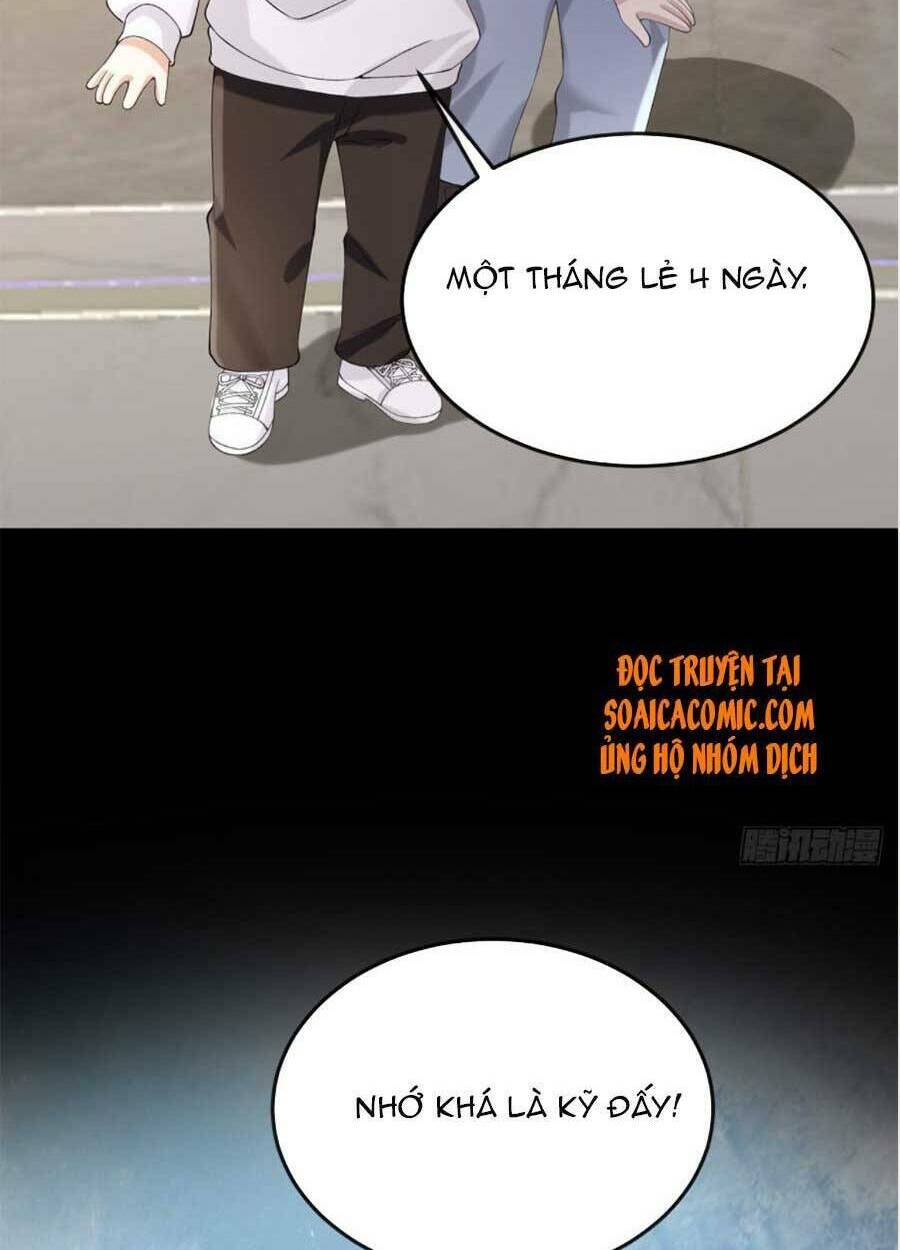 MỘT THÁNG LẺ 4 NGÀY.
ĐỌC TRUYỆN TẠI
SOAICACOMIC.COM
ỦNG HỘ NHÓM DỊCH
腾讯动漫
NHỚ KHÁ LÀ KỸ ĐẤY!